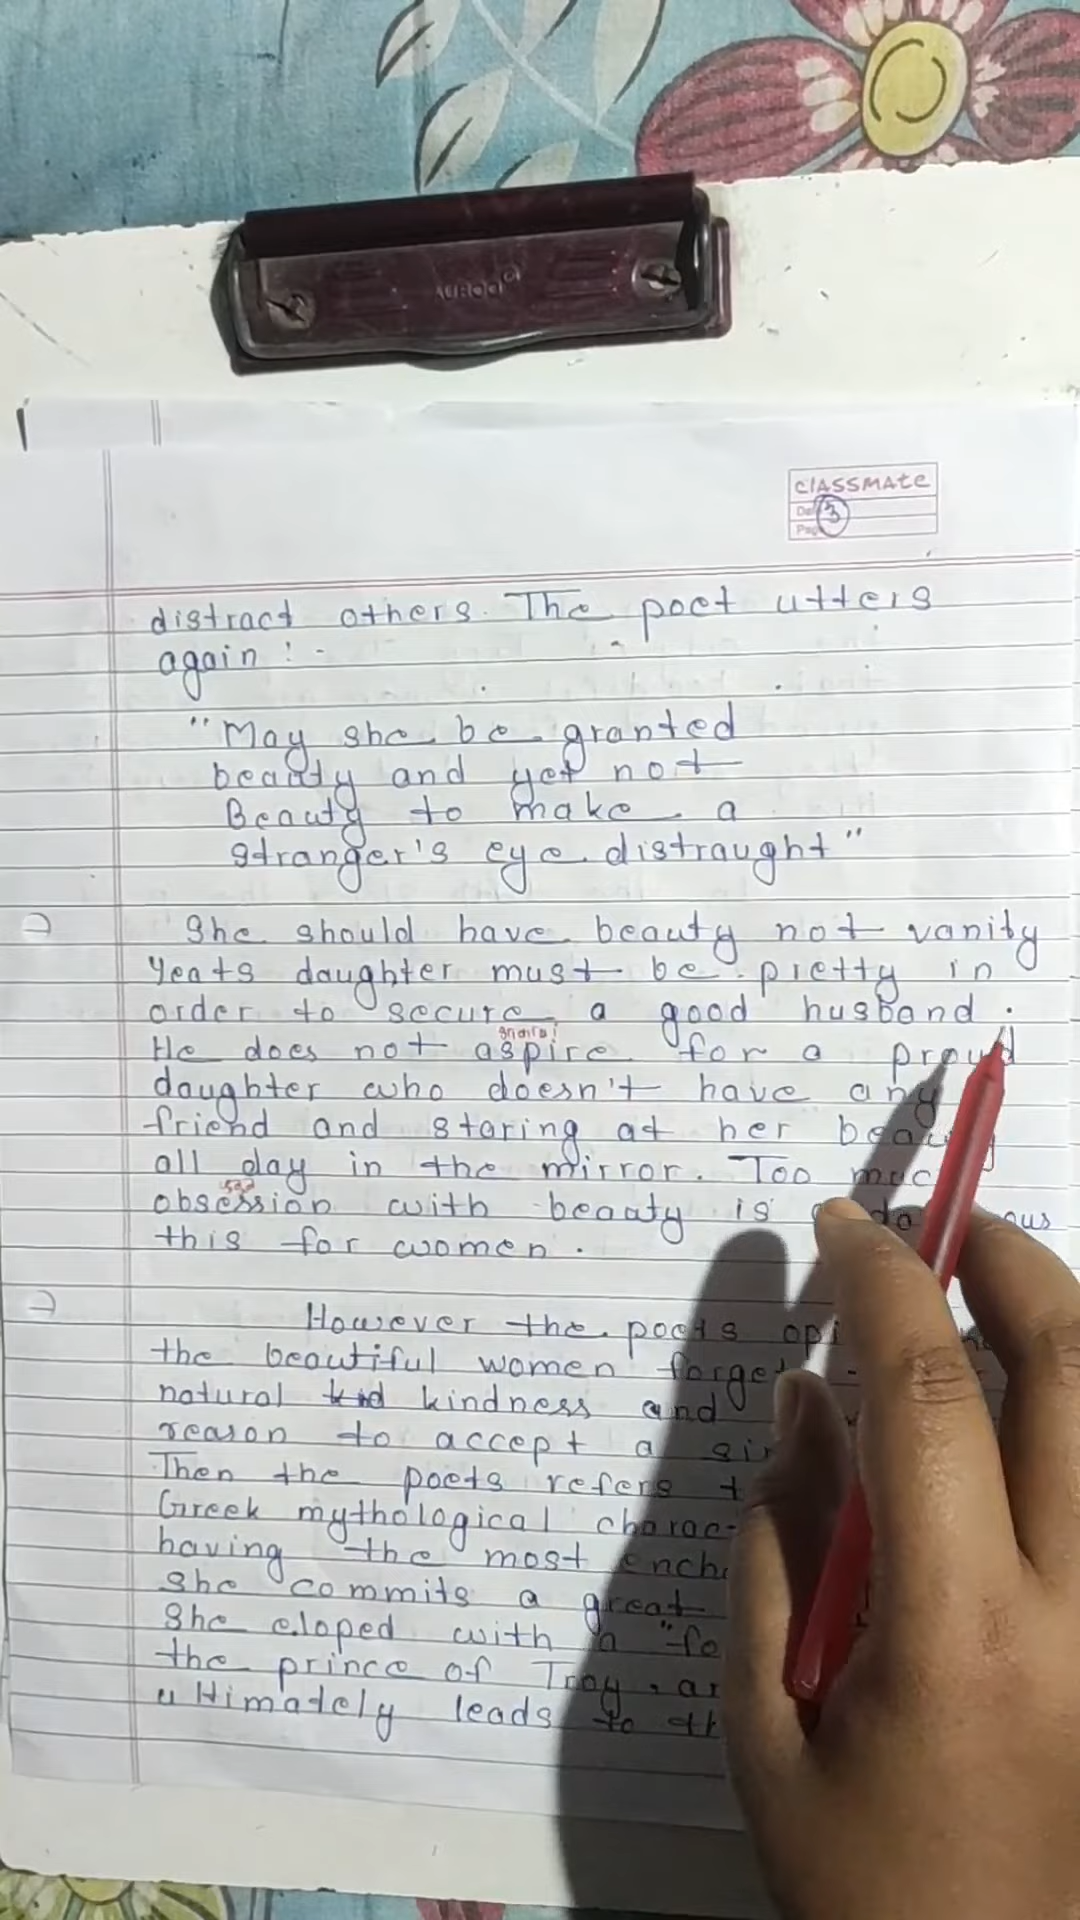 CLASSMATE
3
distract others. The poet utters
again :-
"May she be granted
beauty and yet not
Beauty to make a
stranger's eye distraught"
She should have beauty not vanity
Yeats daughter must be pretty in
order to secure a good husband.
He does not aspire for a proud
daughter who doesn't have any
friend and staring at her
all day in the mirror. Too
obsession with beauty is
this for women.
However the poets
the beautiful women
natural kindness and
reason to accept a
Then the poets refers
Greek mythological
having the most
She commits a great
She eloped with a
the prince of Troy,
ultimately leads to